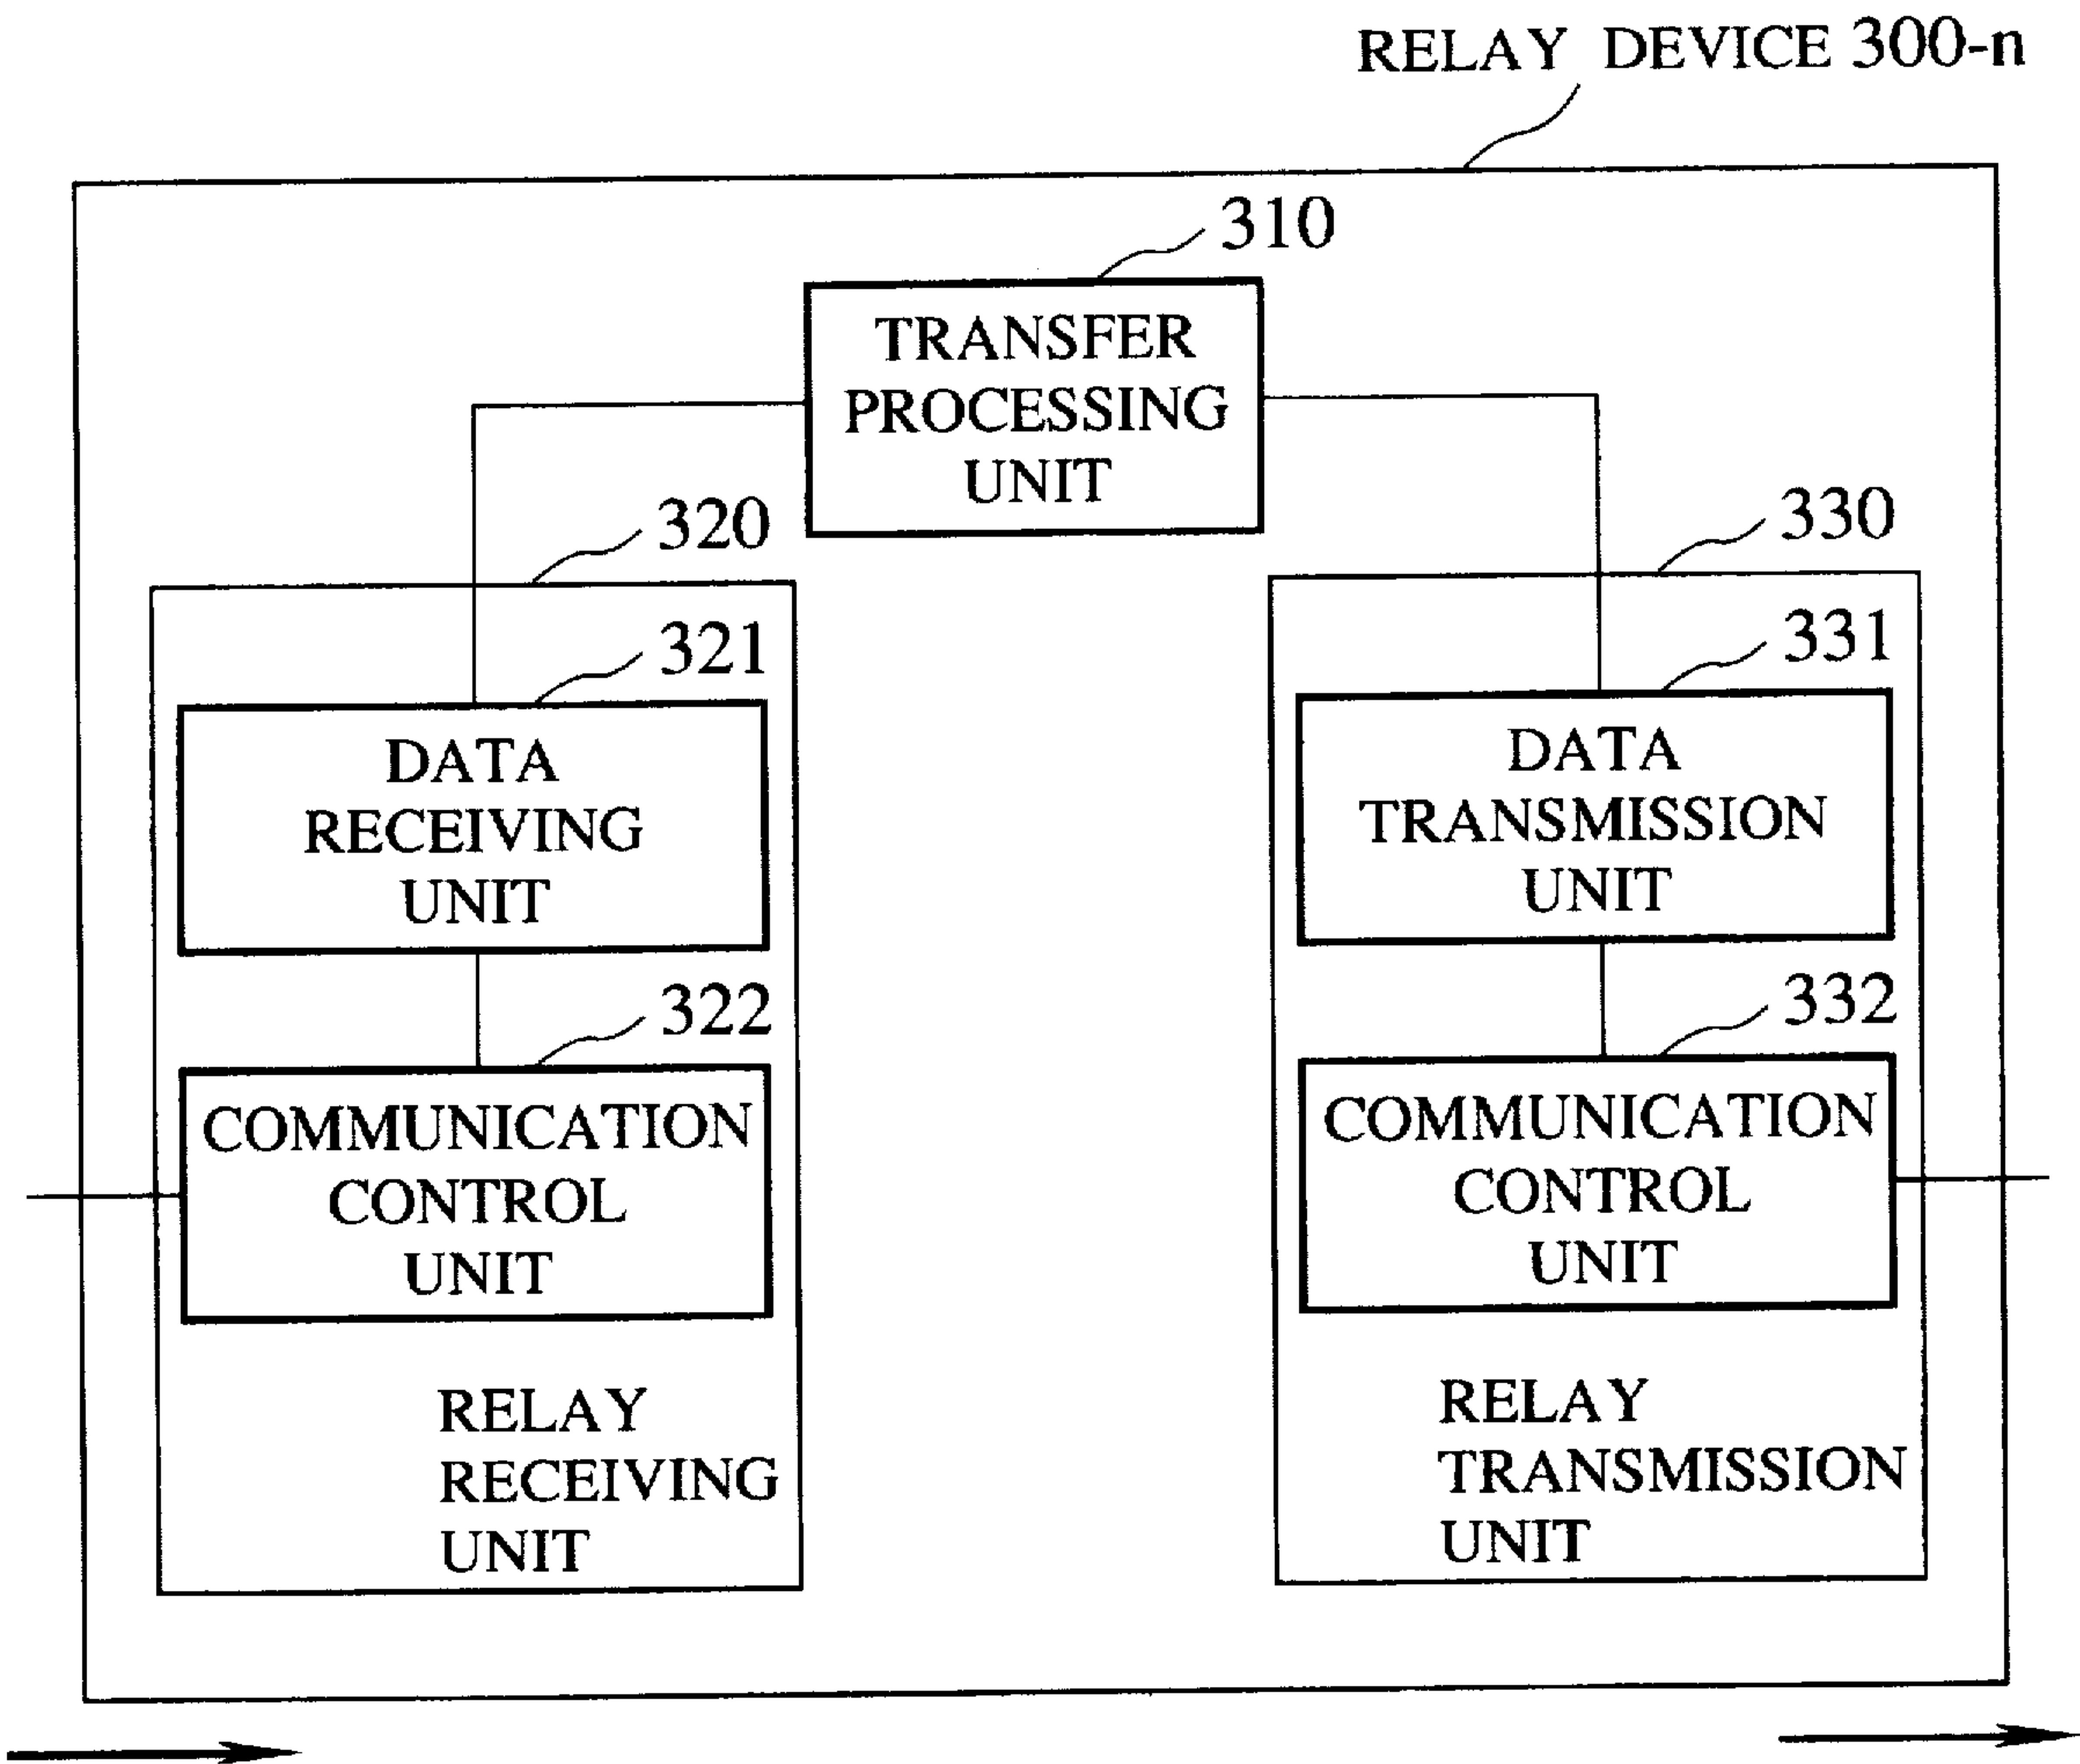 RELAY DEVICE 300-n
310
TRANSFER
PROCESSING
UNIT
320
321
DATA
RECEIVING
UNIT
322
COMMUNICATION
CONTROL
UNIT
RELAY
RECEIVING
UNIT
330
331
DATA
TRANSMISSION
UNIT
332
COMMUNICATION
CONTROL
UNIT
RELAY
TRANSMISSION
UNIT